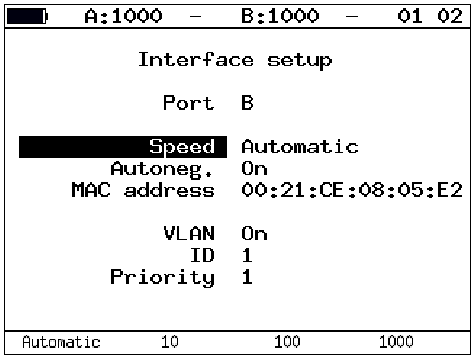 A:1000 – B:1000 – 01 02
Interface setup
Port B
Speed Automatic
Autoneg. On
MAC address 00:21:CE:08:05:E2
VLAN On
ID 1
Priority 1
Automatic 10 100 1000